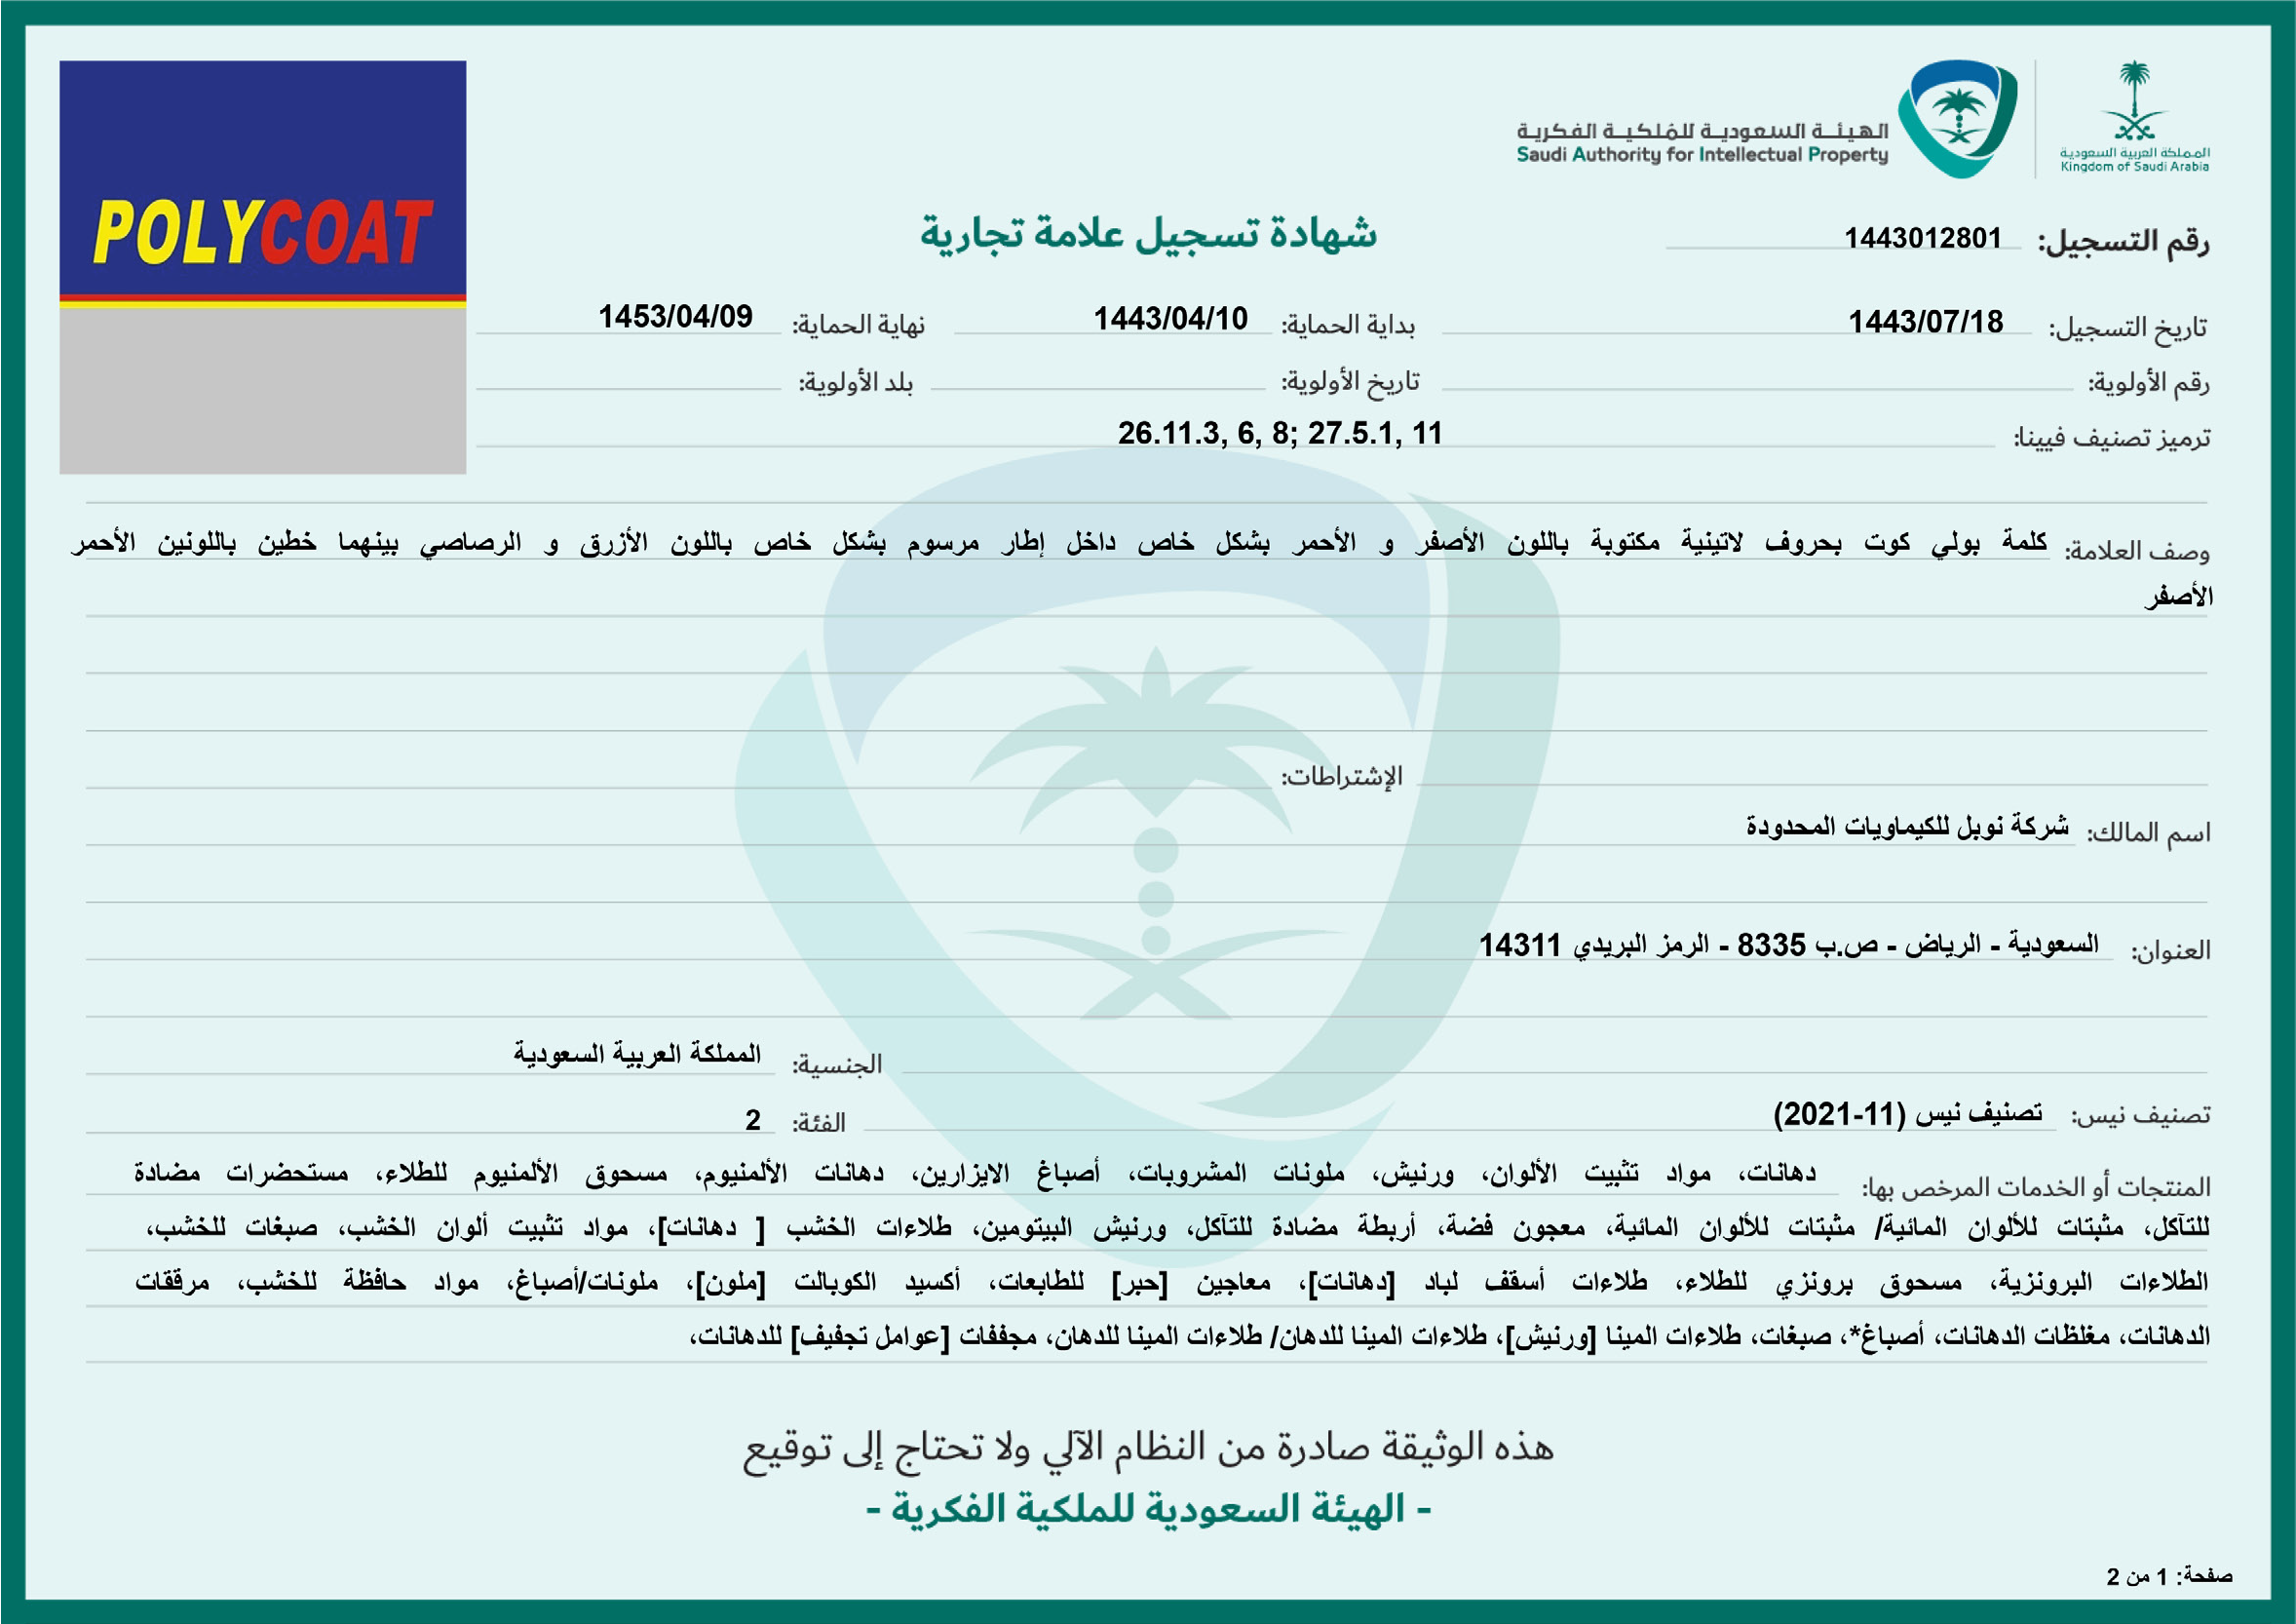 المملكة العربية السعودية
Kingdom of Saudi Arabia
الهيئة السعودية للملكية الفكرية
Saudi Authority for Intellectual Property
POLYCOAT
شهادة تسجيل علامة تجارية
رقم التسجيل: 1443012801
تاريخ التسجيل: 1443/07/18 بداية الحماية: 1443/04/10 نهاية الحماية: 1453/04/09
رقم الأولوية: تاريخ الأولوية: بلد الأولوية:
ترميز تصنيف فيينا: 26.11.3, 6, 8; 27.5.1, 11
وصف العلامة: كلمة بولي كوت بحروف لاتينية مكتوبة باللون الأصفر و الأحمر بشكل خاص داخل إطار مرسوم بشكل خاص باللون الأزرق و الرصاصي بينهما خطين باللونين الأحمر
الأصفر
الإشتراطات:
اسم المالك: شركة نوبل للكيماويات المحدودة
العنوان: السعودية - الرياض - ص.ب 8335 - الرمز البريدي 14311
الجنسية: المملكة العربية السعودية
تصنيف نيس: تصنيف نيس (11-2021) الفئة: 2
المنتجات أو الخدمات المرخص بها: دهانات، مواد تثبيت الألوان، ورنيش، ملونات المشروبات، أصباغ الايزارين، دهانات الألمنيوم، مسحوق الألمنيوم للطلاء، مستحضرات مضادة
للتآكل، مثبتات للألوان المائية/ مثبتات للألوان المائية، معجون فضة، أربطة مضادة للتآكل، ورنيش البيتومين، طلاءات الخشب [ دهانات]، مواد تثبيت ألوان الخشب، صبغات للخشب،
الطلاءات البرونزية، مسحوق برونزي للطلاء، طلاءات أسقف لباد [دهانات]، معاجين [حبر] للطابعات، أكسيد الكوبالت [ملون]، ملونات/أصباغ، مواد حافظة للخشب، مرققات
الدهانات، مغلظات الدهانات، أصباغ*، صبغات، طلاءات المينا [ورنيش]، طلاءات المينا للدهان/ طلاءات المينا للدهان، مجففات [عوامل تجفيف] للدهانات،
هذه الوثيقة صادرة من النظام الآلي ولا تحتاج إلى توقيع
- الهيئة السعودية للملكية الفكرية -
صفحة: 1 من 2